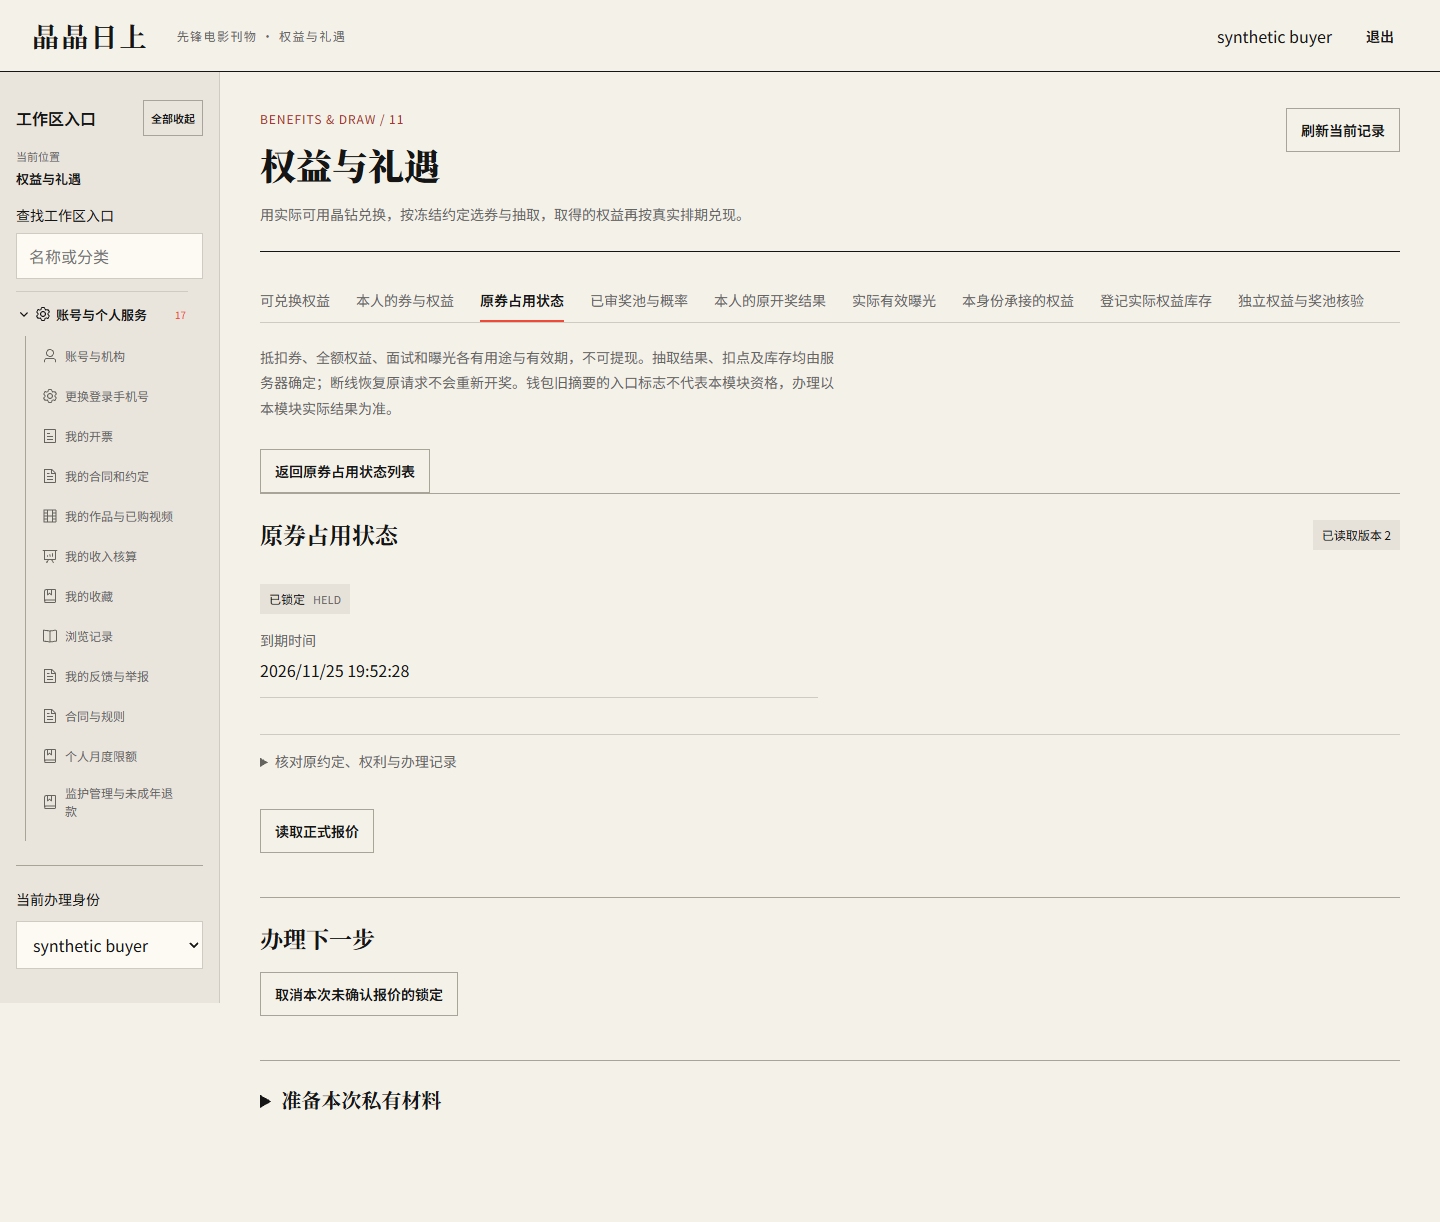 晶晶日上
先锋电影刊物 • 权益与礼遇
synthetic buyer
退出
工作区入口
全部收起
当前位置
权益与礼遇
查找工作区入口
名称或分类
账号与个人服务
17
账号与机构
更换登录手机号
我的开票
我的合同和约定
我的作品与已购视频
我的收入核算
我的收藏
浏览记录
我的反馈与举报
合同与规则
个人月度限额
监护管理与未成年退
款
当前办理身份
synthetic buyer
BENEFITS & DRAW / 11
权益与礼遇
刷新当前记录
用实际可用晶钻兑换，按冻结约定选券与抽取，取得的权益再按真实排期兑现。
可兑换权益
本人的券与权益
原券占用状态
已审奖池与概率
本人的原开奖结果
实际有效曝光
本身份承接的权益
登记实际权益库存
独立权益与奖池核验
抵扣券、全额权益、面试和曝光各有用途与有效期，不可提现。抽取结果、扣点及库存均由服
务器确定；断线恢复原请求不会重新开奖。钱包旧摘要的入口标志不代表本模块资格，办理以
本模块实际结果为准。
返回原券占用状态列表
原券占用状态
已读取版本 2
已锁定 HELD
到期时间
2026/11/25 19:52:28
核对原约定、权利与办理记录
读取正式报价
办理下一步
取消本次未确认报价的锁定
准备本次私有材料